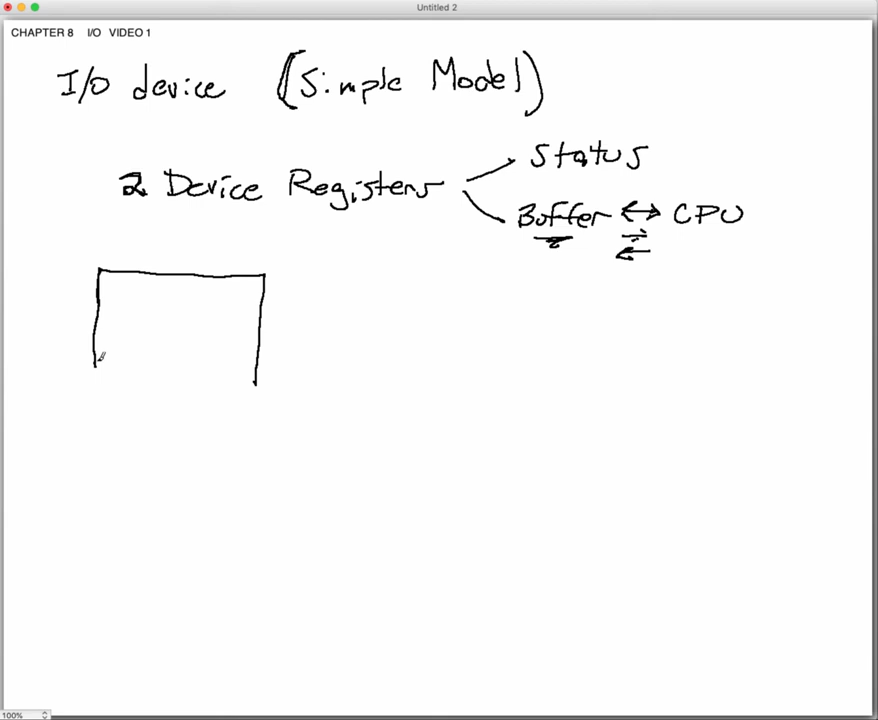 Untitled 2
CHAPTER 8 I/O VIDEO 1
I/O device (Simple Model)
2 Device Registers
Status
Buffer ↔ CPU
100%